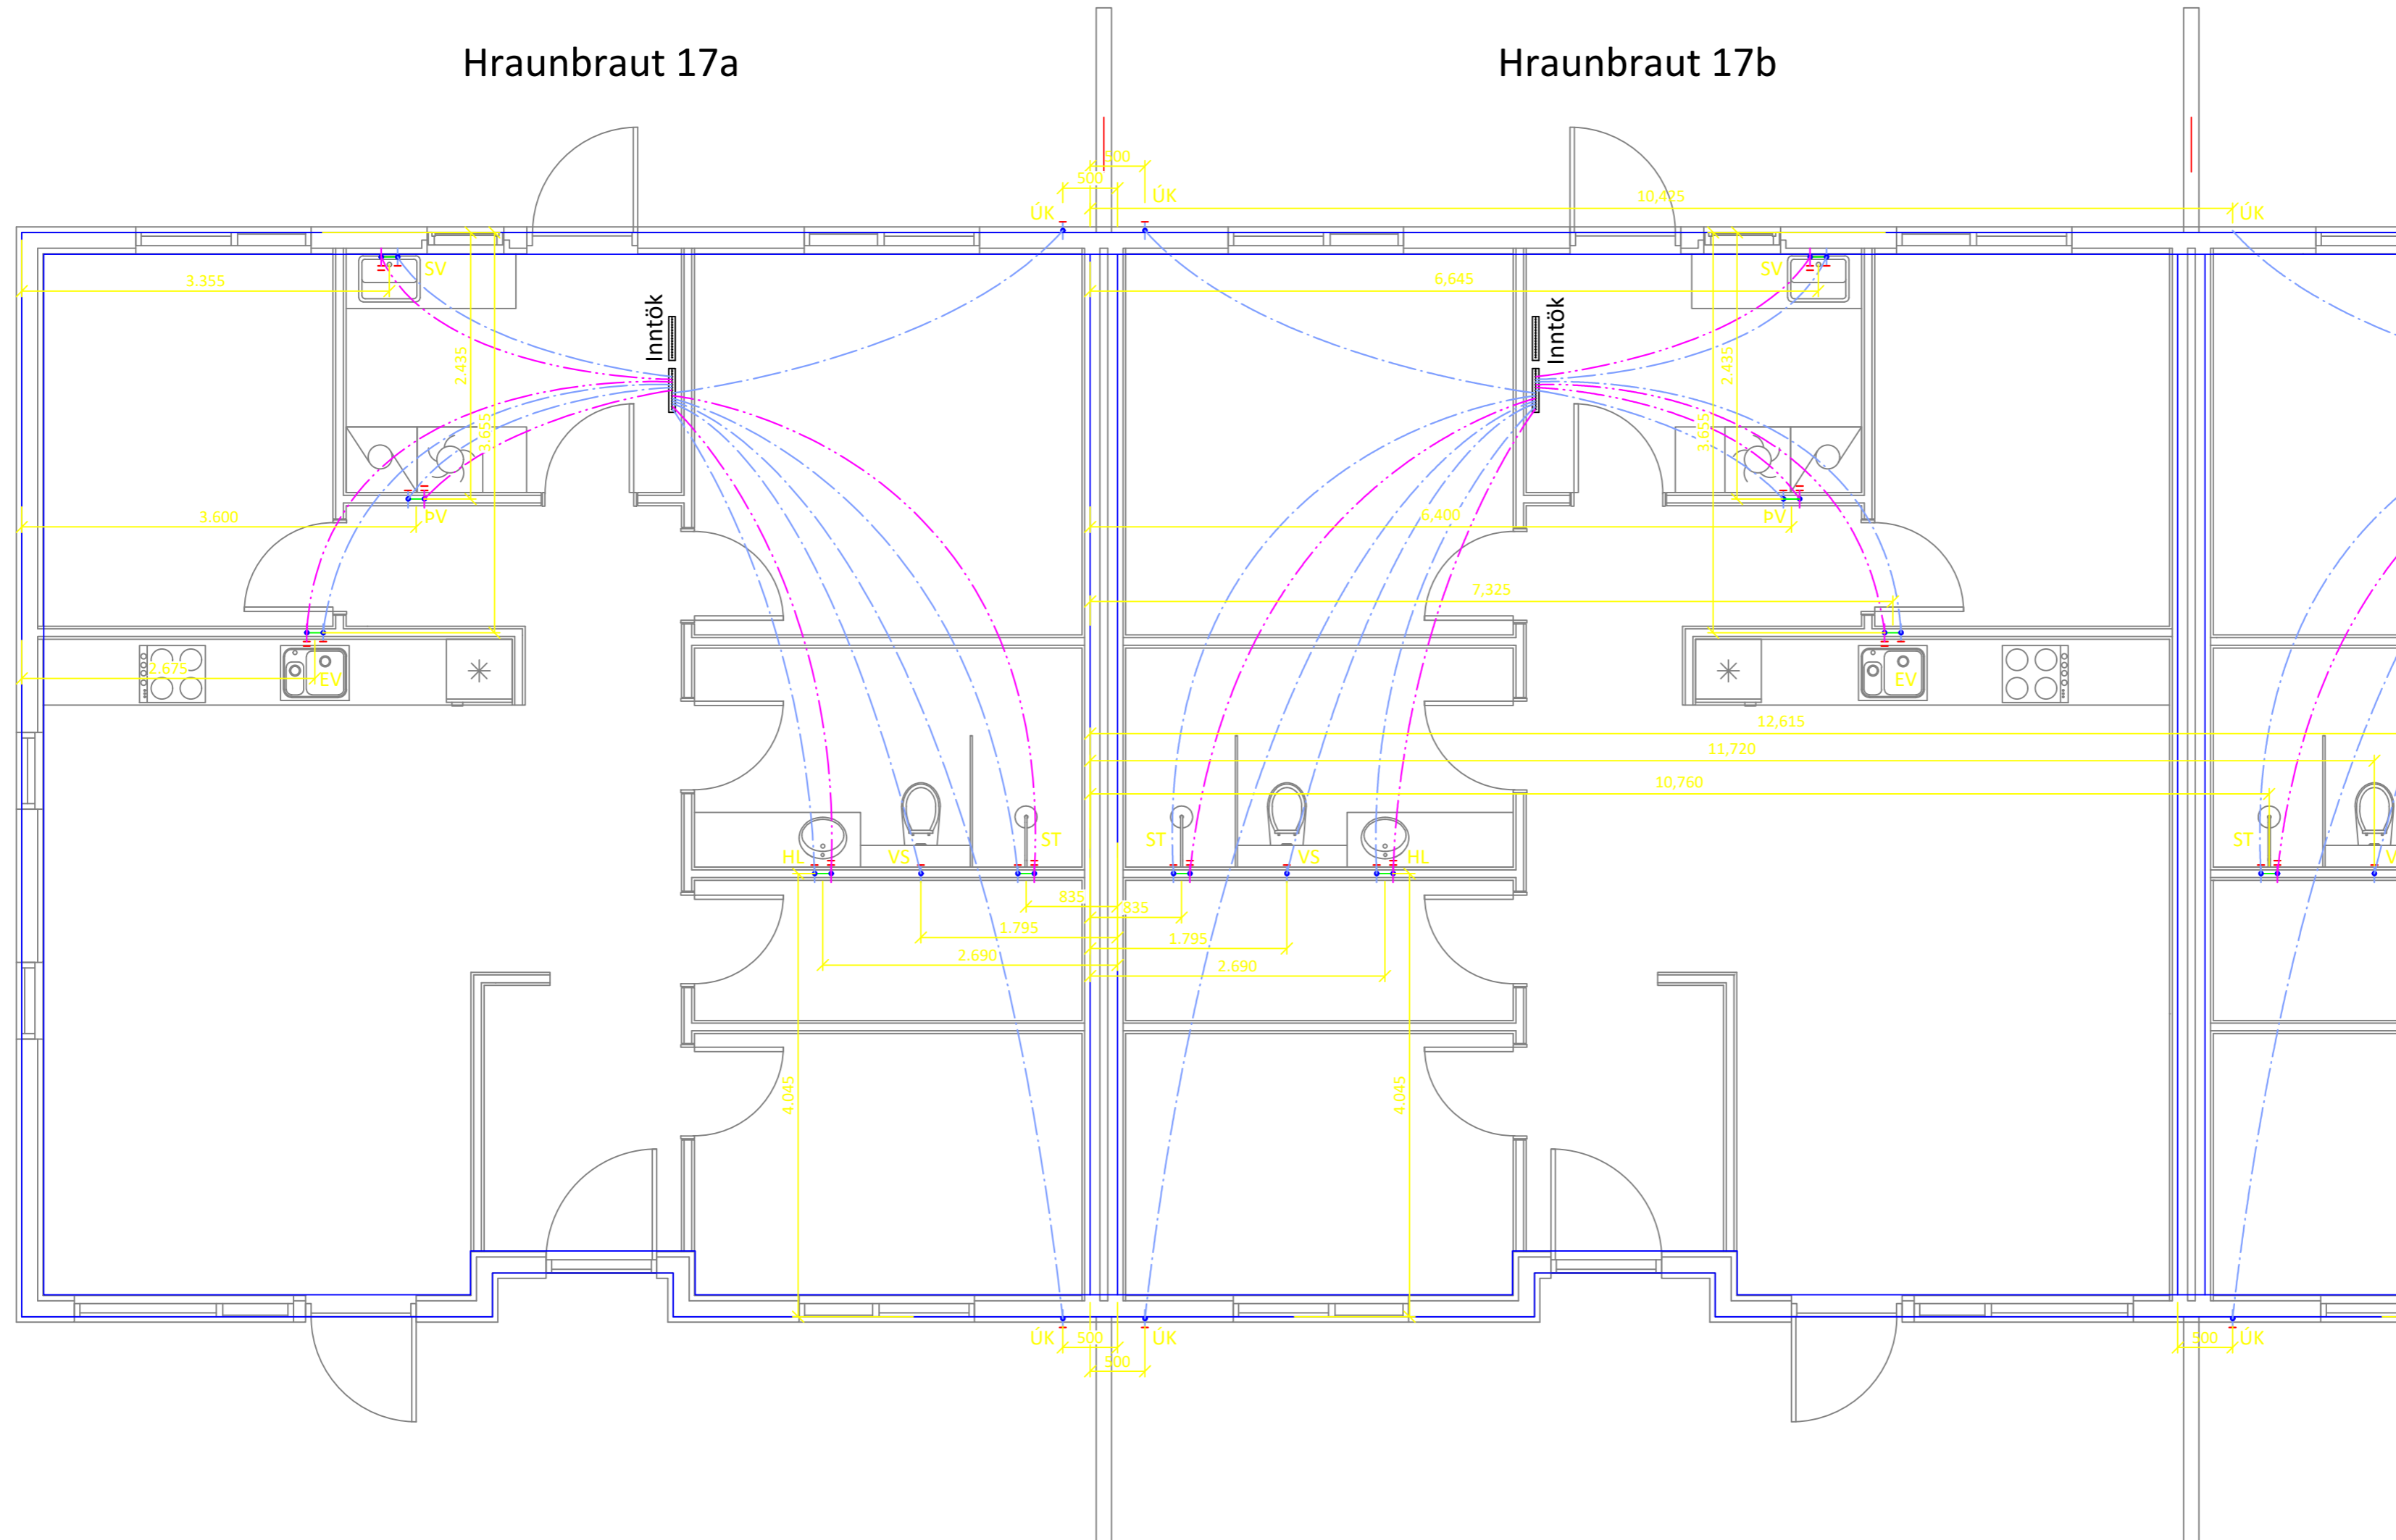 Hraunbraut 17a
Hraunbraut 17b
500
500
ÚK
ÚK
10,425
ÚK
SV
SV
3.355
6,645
Inntök
Inntök
2.435
2.435
3.655
3.655
3.600
ÞV
6,400
ÞV
7,325
2.675
EV
EV
12,615
11,720
10,760
HL
VS
ST
ST
VS
HL
ST
V
835
835
1.795
1.795
2.690
2.690
4.045
4.045
ÚK
500
ÚK
500
500
ÚK